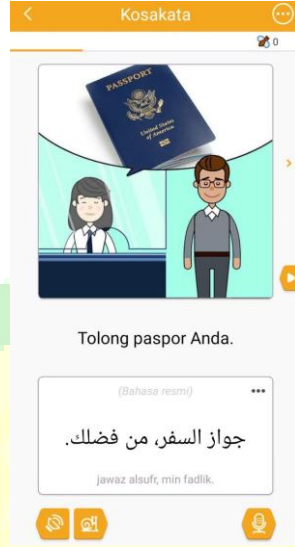 Kosakata
0
PASSPORT
United States
of America
Tolong paspor Anda.
(Bahasa resmi)
جواز السفر، من فضلك.
jawaz alsufr, min fadlik.